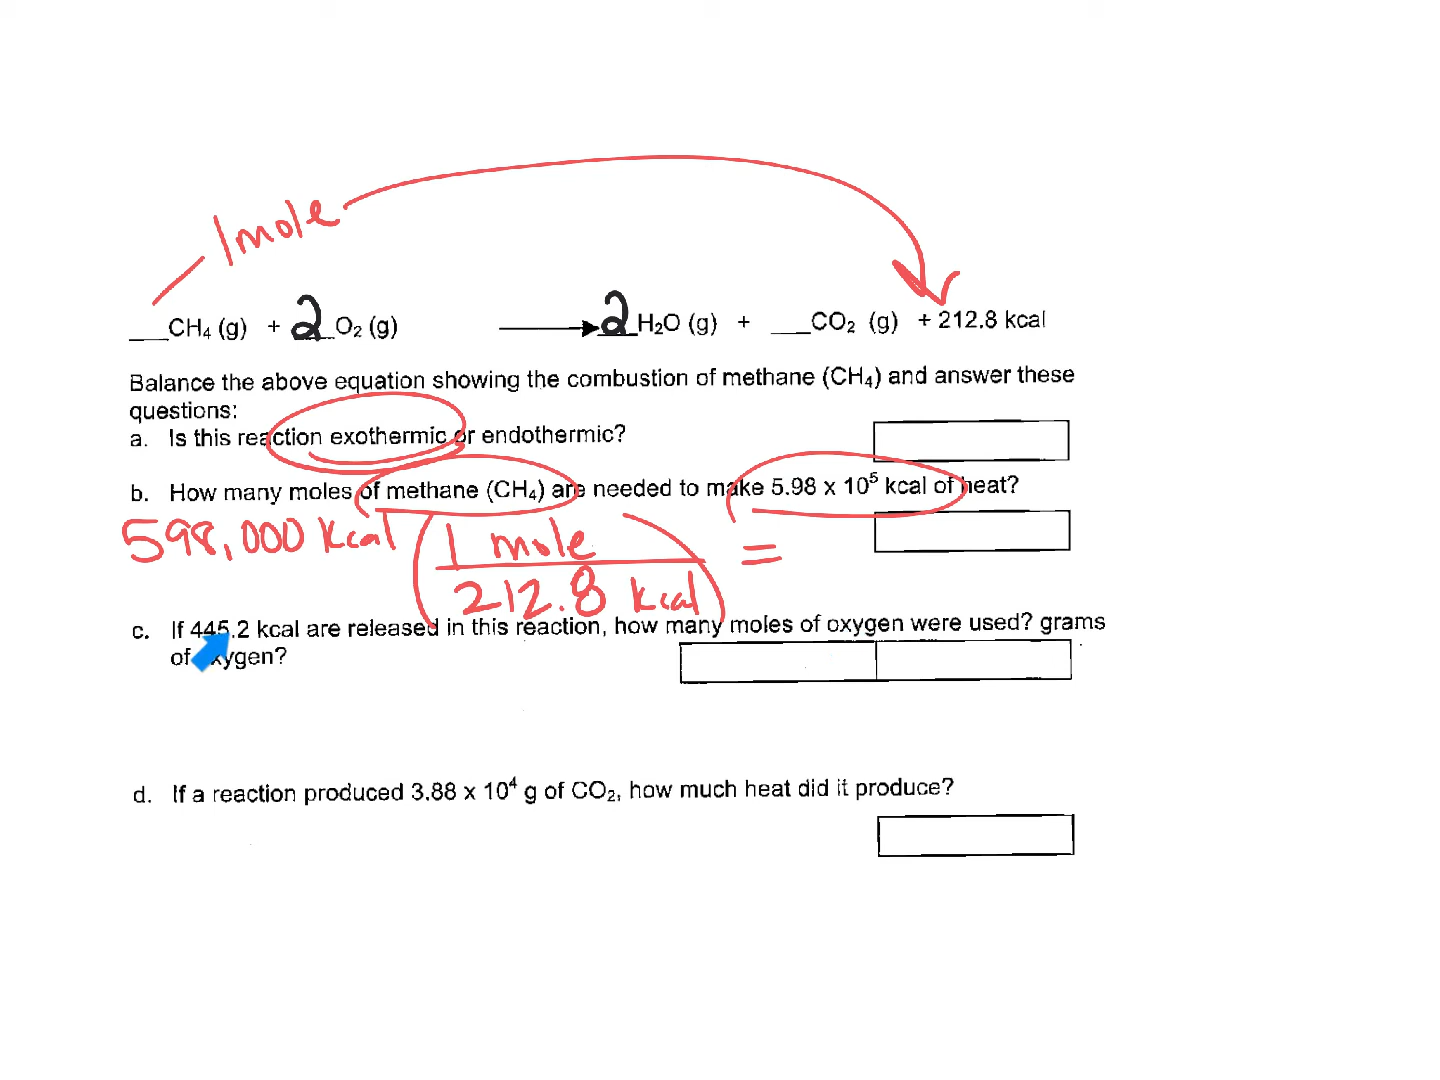 1 mole
___CH₄ (g) + 2 O₂ (g) → 2 H₂O (g) + ___CO₂ (g) + 212.8 kcal
Balance the above equation showing the combustion of methane (CH₄) and answer these
questions:
a. Is this reaction exothermic or endothermic?
b. How many moles of methane (CH₄) are needed to make 5.98 x 10⁵ kcal of heat?
598,000 kcal ( 1 mole / 212.8 kcal ) =
c. If 445.2 kcal are released in this reaction, how many moles of oxygen were used? grams
of oxygen?
d. If a reaction produced 3.88 x 10⁴ g of CO₂, how much heat did it produce?